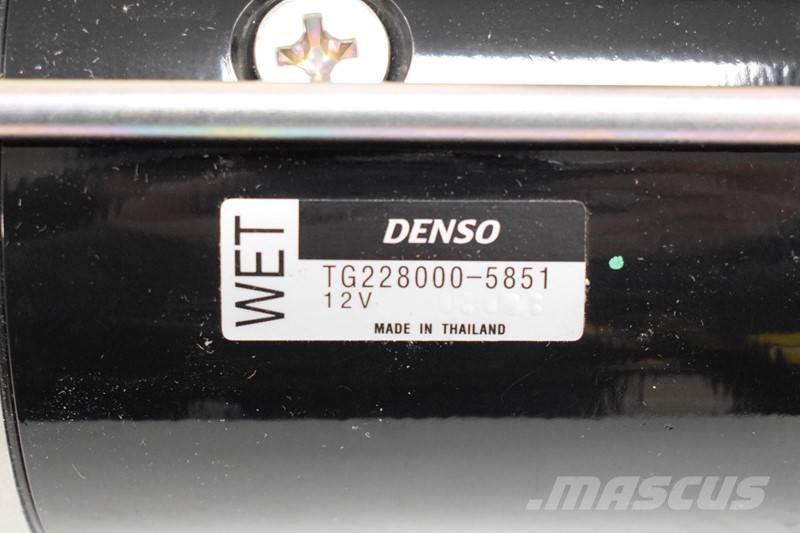 WET
DENSO
TG228000-5851
12V
MADE IN THAILAND
MASCUS